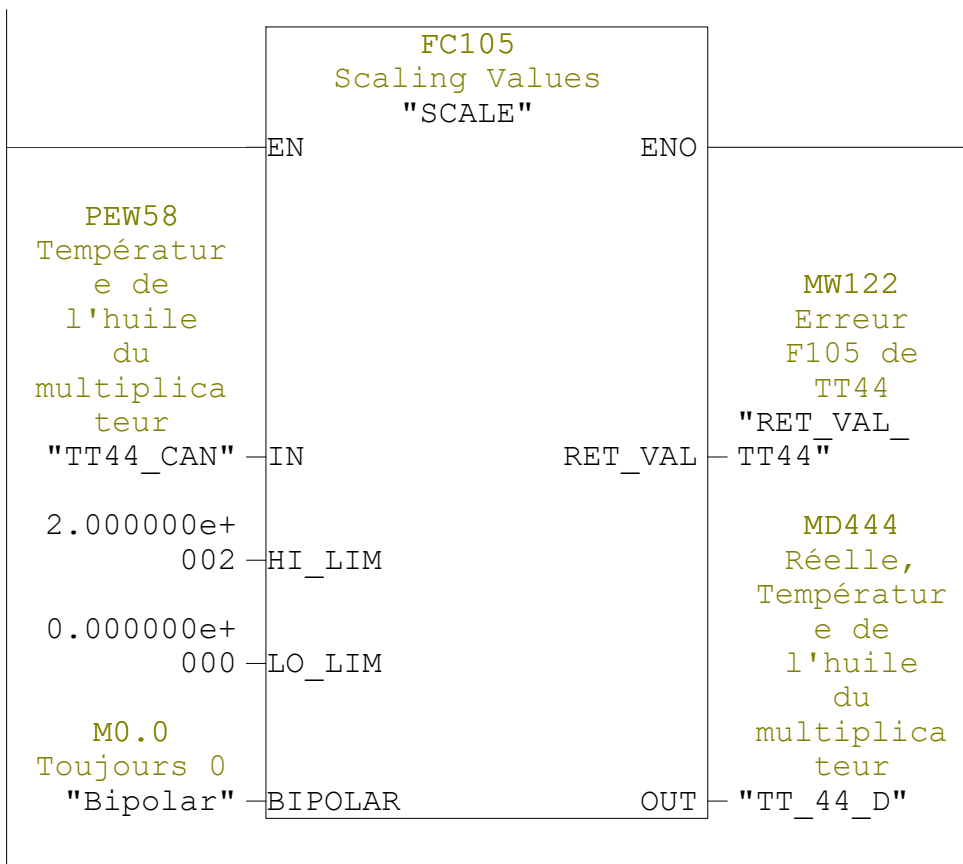 FC105
Scaling Values
"SCALE"
EN
ENO
PEW58
Températur
e de
l'huile
du
multiplica
teur
"TT44_CAN"
IN
MW122
Erreur
F105 de
TT44
"RET_VAL_
TT44"
RET_VAL
2.000000e+
002
HI_LIM
0.000000e+
000
LO_LIM
M0.0
Toujours 0
"Bipolar"
BIPOLAR
MD444
Réelle,
Températur
e de
l'huile
du
multiplica
teur
"TT_44_D"
OUT